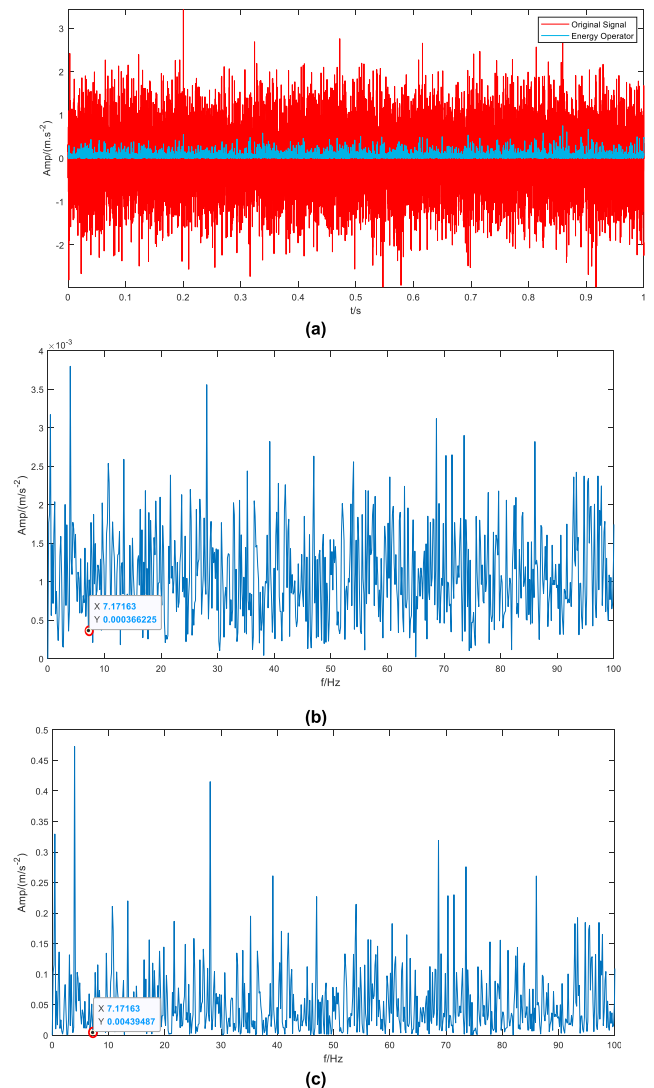 Original Signal
Energy Operator
3
2
1
0
-1
-2
Amp/(m.s⁻²)
0 0.1 0.2 0.3 0.4 0.5 0.6 0.7 0.8 0.9 1
t/s
(a)
×10⁻³
4
3.5
3
2.5
2
1.5
1
0.5
0
Amp/(m/s⁻²)
X 7.17163
Y 0.000366225
0 10 20 30 40 50 60 70 80 90 100
f/Hz
(b)
0.5
0.45
0.4
0.35
0.3
0.25
0.2
0.15
0.1
0.05
0
Amp/(m/s⁻²)
X 7.17163
Y 0.00439487
0 10 20 30 40 50 60 70 80 90 100
f/Hz
(c)